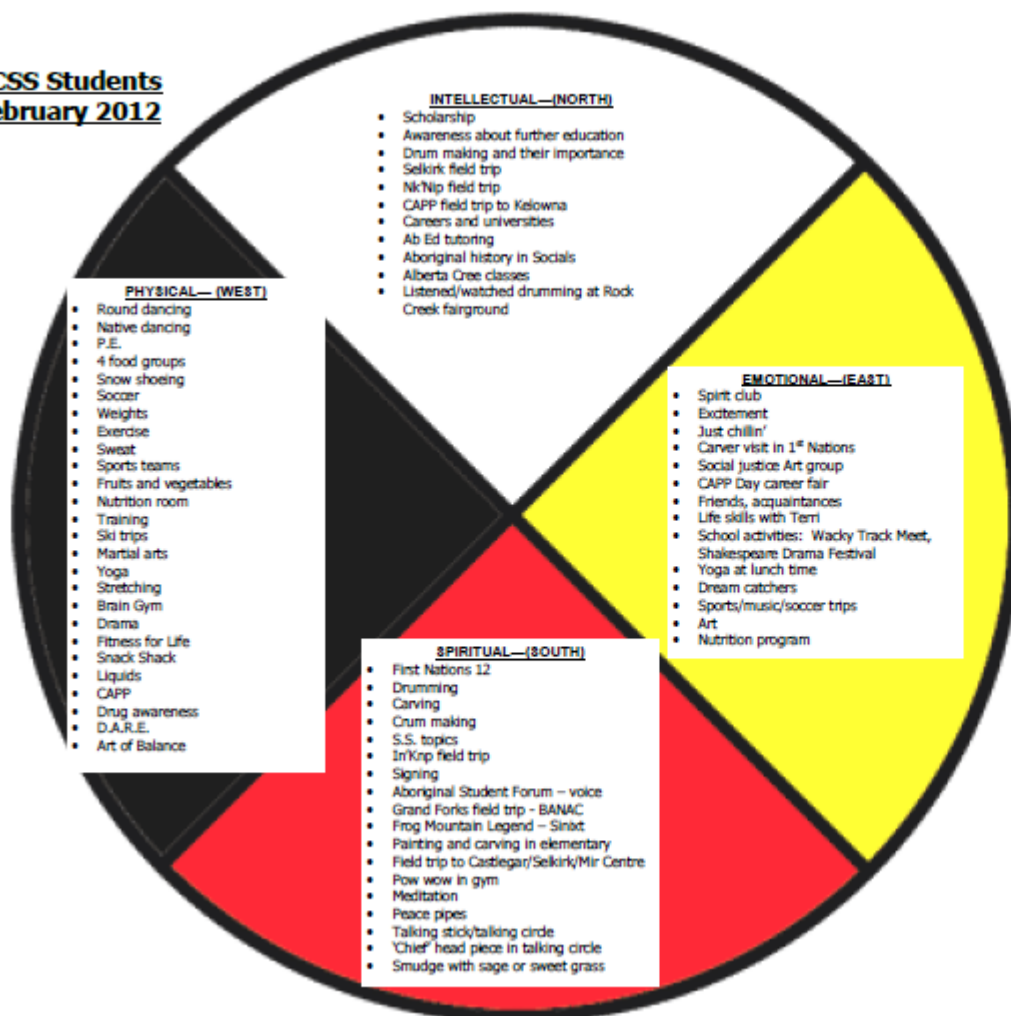 CSS Students
ebruary 2012
INTELLECTUAL—(NORTH)
• Scholarship
• Awareness about further education
• Drum making and their importance
• Selkirk field trip
• Nk'Nip field trip
• CAPP field trip to Kelowna
• Careers and universities
• Ab Ed tutoring
• Aboriginal history in Socials
• Alberta Cree classes
• Listened/watched drumming at Rock
Creek fairground
PHYSICAL— (WEST)
• Round dancing
• Native dancing
• P.E.
• 4 food groups
• Snow shoeing
• Soccer
• Weights
• Exercise
• Sweat
• Sports teams
• Fruits and vegetables
• Nutrition room
• Training
• Ski trips
• Martial arts
• Yoga
• Stretching
• Brain Gym
• Drama
• Fitness for Life
• Snack Shack
• Liquids
• CAPP
• Drug awareness
• D.A.R.E.
• Art of Balance
EMOTIONAL—(EAST)
• Spirit club
• Excitement
• Just chillin'
• Carver visit in 1st Nations
• Social justice Art group
• CAPP Day career fair
• Friends, acquaintances
• Life skills with Terri
• School activities: Wacky Track Meet,
Shakespeare Drama Festival
• Yoga at lunch time
• Dream catchers
• Sports/music/soccer trips
• Art
• Nutrition program
SPIRITUAL—(SOUTH)
• First Nations 12
• Drumming
• Carving
• Crum making
• S.S. topics
• In'Knp field trip
• Signing
• Aboriginal Student Forum – voice
• Grand Forks field trip - BANAC
• Frog Mountain Legend – Sinixt
• Painting and carving in elementary
• Field trip to Castlegar/Selkirk/Mir Centre
• Pow wow in gym
• Meditation
• Peace pipes
• Talking stick/talking circle
• 'Chief' head piece in talking circle
• Smudge with sage or sweet grass